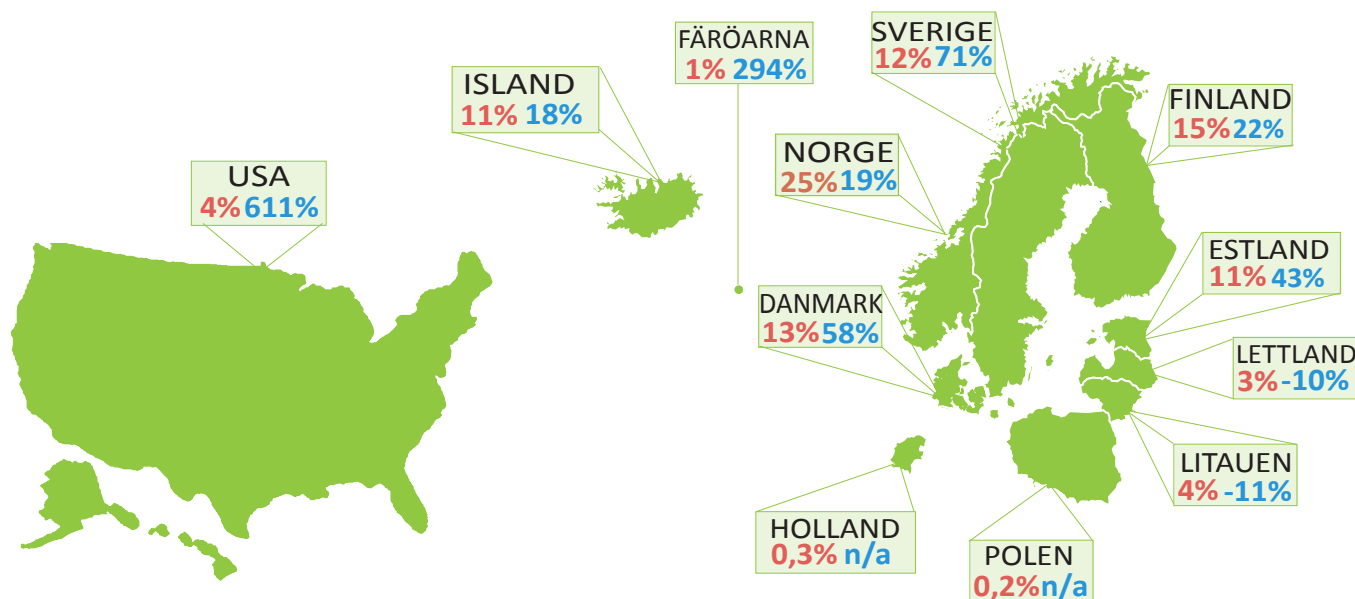 FÄRÖARNA
1% 294%
SVERIGE
12% 71%
ISLAND
11% 18%
FINLAND
15% 22%
NORGE
25% 19%
USA
4% 611%
ESTLAND
11% 43%
DANMARK
13% 58%
LETTLAND
3% -10%
LITAUEN
4% -11%
HOLLAND
0,3% n/a
POLEN
0,2% n/a